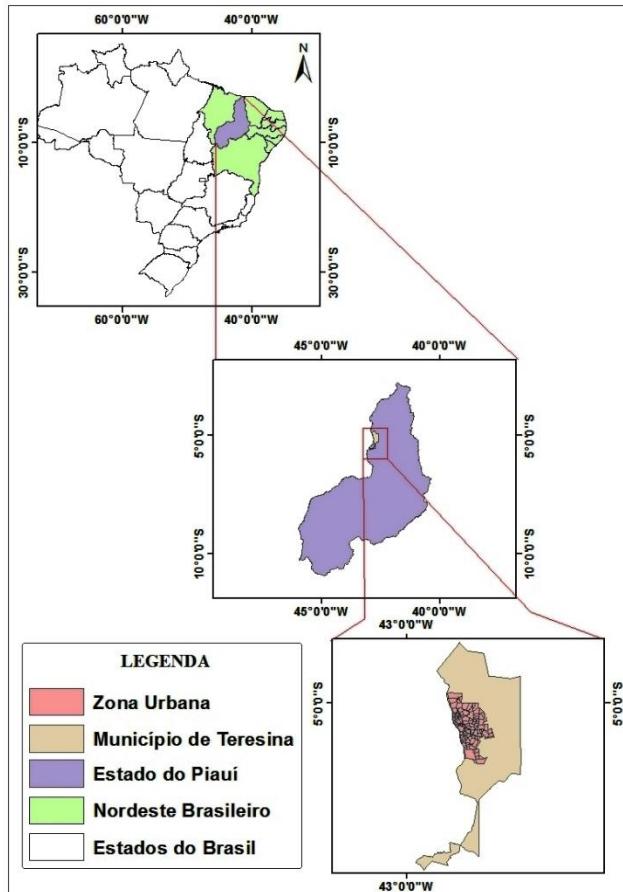 60°0'0"W 40°0'0"W
N
10°0'0"S 10°0'0"S
30°0'0"S 30°0'0"S
60°0'0"W 40°0'0"W
45°0'0"W 40°0'0"W
5°0'0"S 5°0'0"S
10°0'0"S 10°0'0"S
45°0'0"W 40°0'0"W
43°0'0"W
5°0'0"S 5°0'0"S
43°0'0"W
LEGENDA
Zona Urbana
Município de Teresina
Estado do Piauí
Nordeste Brasileiro
Estados do Brasil